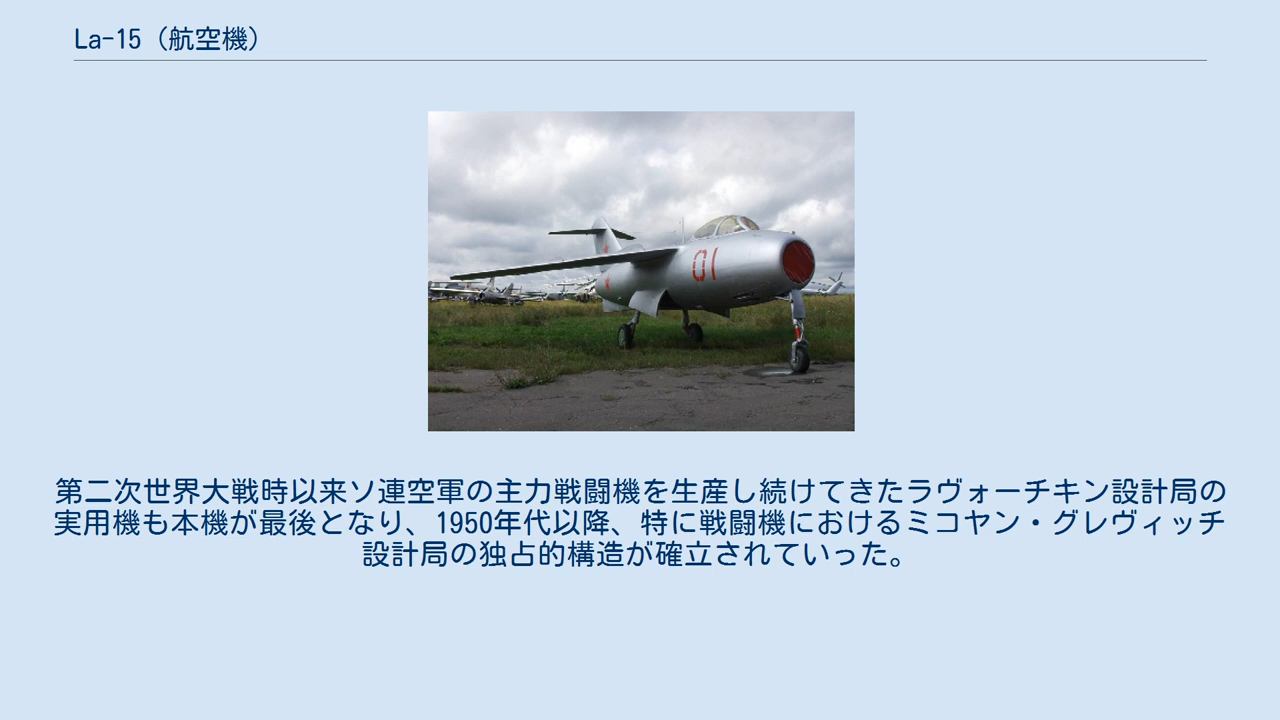 La-15（航空機）
01
第二次世界大戦時以来ソ連空軍の主力戦闘機を生産し続けてきたラヴォーチキン設計局の
実用機も本機が最後となり、1950年代以降、特に戦闘機におけるミコヤン・グレヴィッチ
設計局の独占的構造が確立されていった。